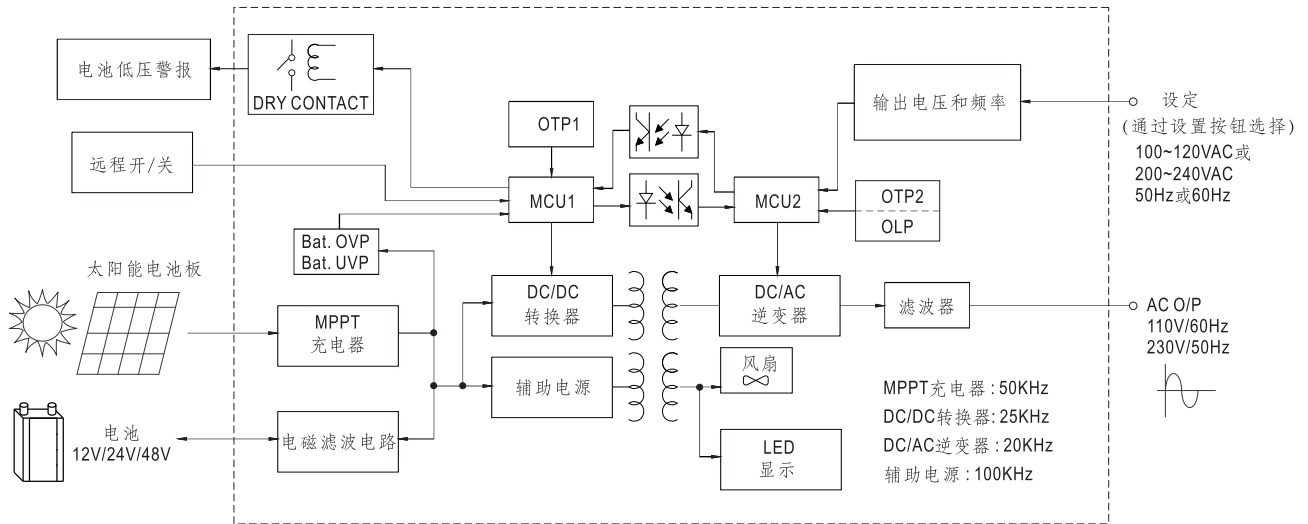 电池低压警报
DRY CONTACT
OTP1
输出电压和频率
设定
(通过设置按钮选择)
100~120VAC或
200~240VAC
50Hz或60Hz
远程开/关
MCU1
MCU2
OTP2
OLP
Bat. OVP
Bat. UVP
太阳能电池板
MPPT
充电器
DC/DC
转换器
DC/AC
逆变器
滤波器
AC O/P
110V/60Hz
230V/50Hz
辅助电源
风扇
电池
12V/24V/48V
电磁滤波电路
LED
显示
MPPT充电器 : 50KHz
DC/DC转换器: 25KHz
DC/AC逆变器 : 20KHz
辅助电源 : 100KHz